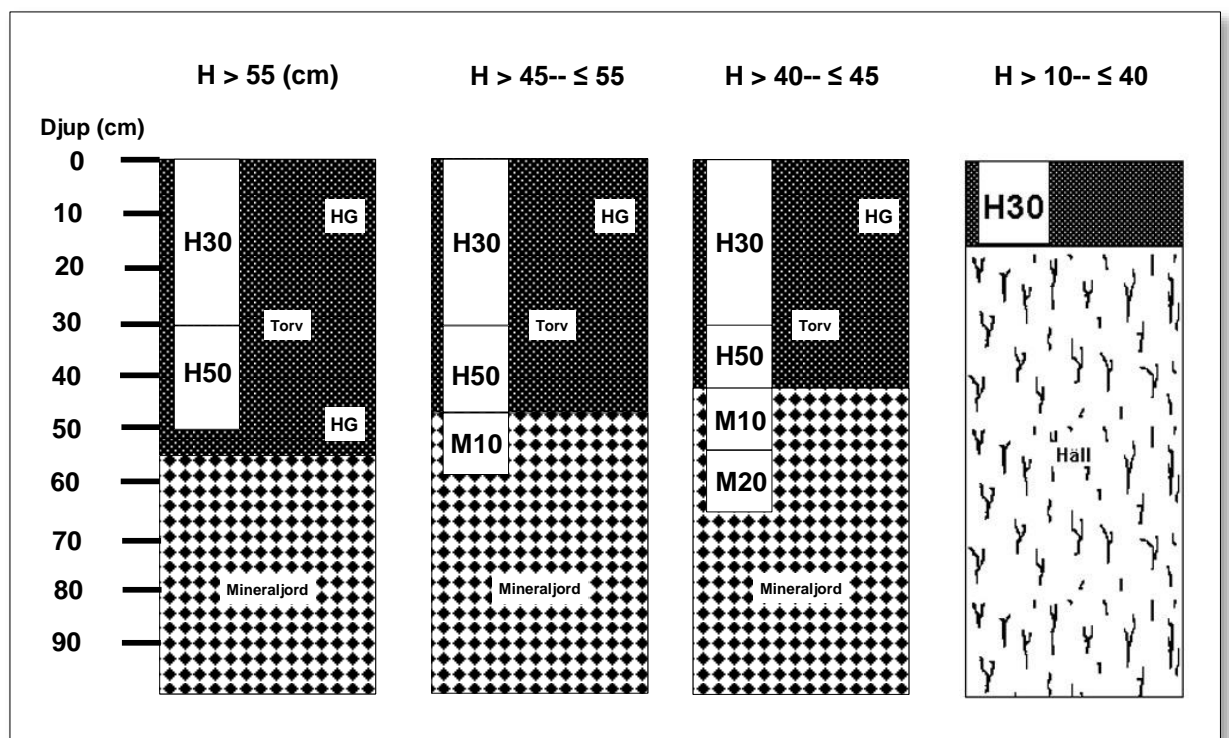 H > 55 (cm)
H > 45-- ≤ 55
H > 40-- ≤ 45
H > 10-- ≤ 40
Djup (cm)
0
10
20
30
40
50
60
70
80
90
H30
H50
HG
Torv
HG
Mineraljord
H30
H50
M10
HG
Torv
Mineraljord
H30
H50
M10
M20
HG
Torv
Mineraljord
H30
Häll